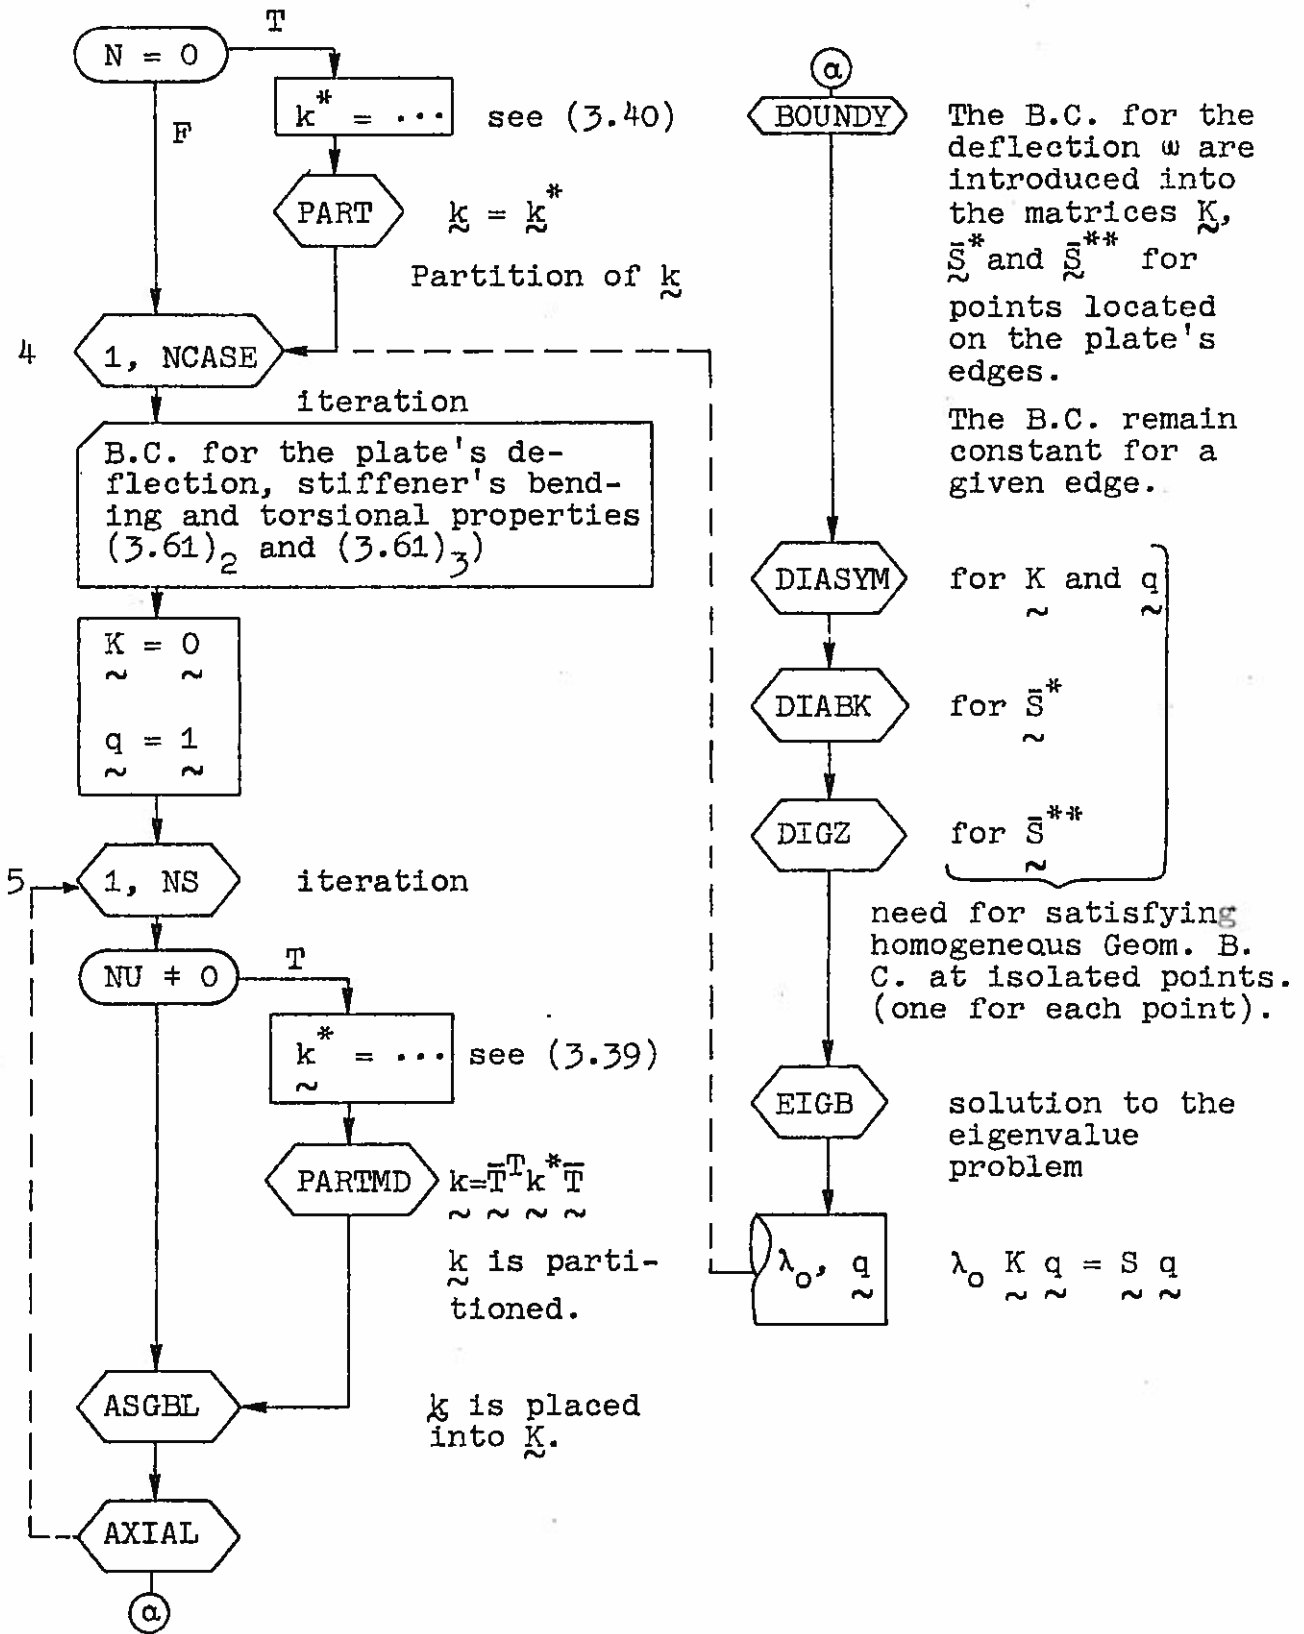 N = 0
T
F
k* = ··· see (3.40)
PART
k = k*
~ ~
Partition of k
~
4
1, NCASE
iteration
B.C. for the plate's de-
flection, stiffener's bend-
ing and torsional properties
(3.61)₂ and (3.61)₃)
K = 0
~ ~
q = 1
~ ~
5
1, NS
iteration
NU ≠ 0
T
k* = ··· see (3.39)
~
PARTMD
k=T̄ᵀk*T̄
~ ~ ~ ~
k is parti-
~
tioned.
ASGBL
k is placed
~
into K.
~
AXIAL
α
α
BOUNDY
The B.C. for the
deflection ω are
introduced into
the matrices K,
~
S̄* and S̄** for
~ ~
points located
on the plate's
edges.
The B.C. remain
constant for a
given edge.
DIASYM
for K and q
~ ~
DIABK
for S̄*
~
DIGZ
for S̄**
~
need for satisfying
homogeneous Geom. B.
C. at isolated points.
(one for each point).
EIGB
solution to the
eigenvalue
problem
λ₀, q
~
λ₀ K q = S q
~ ~ ~ ~